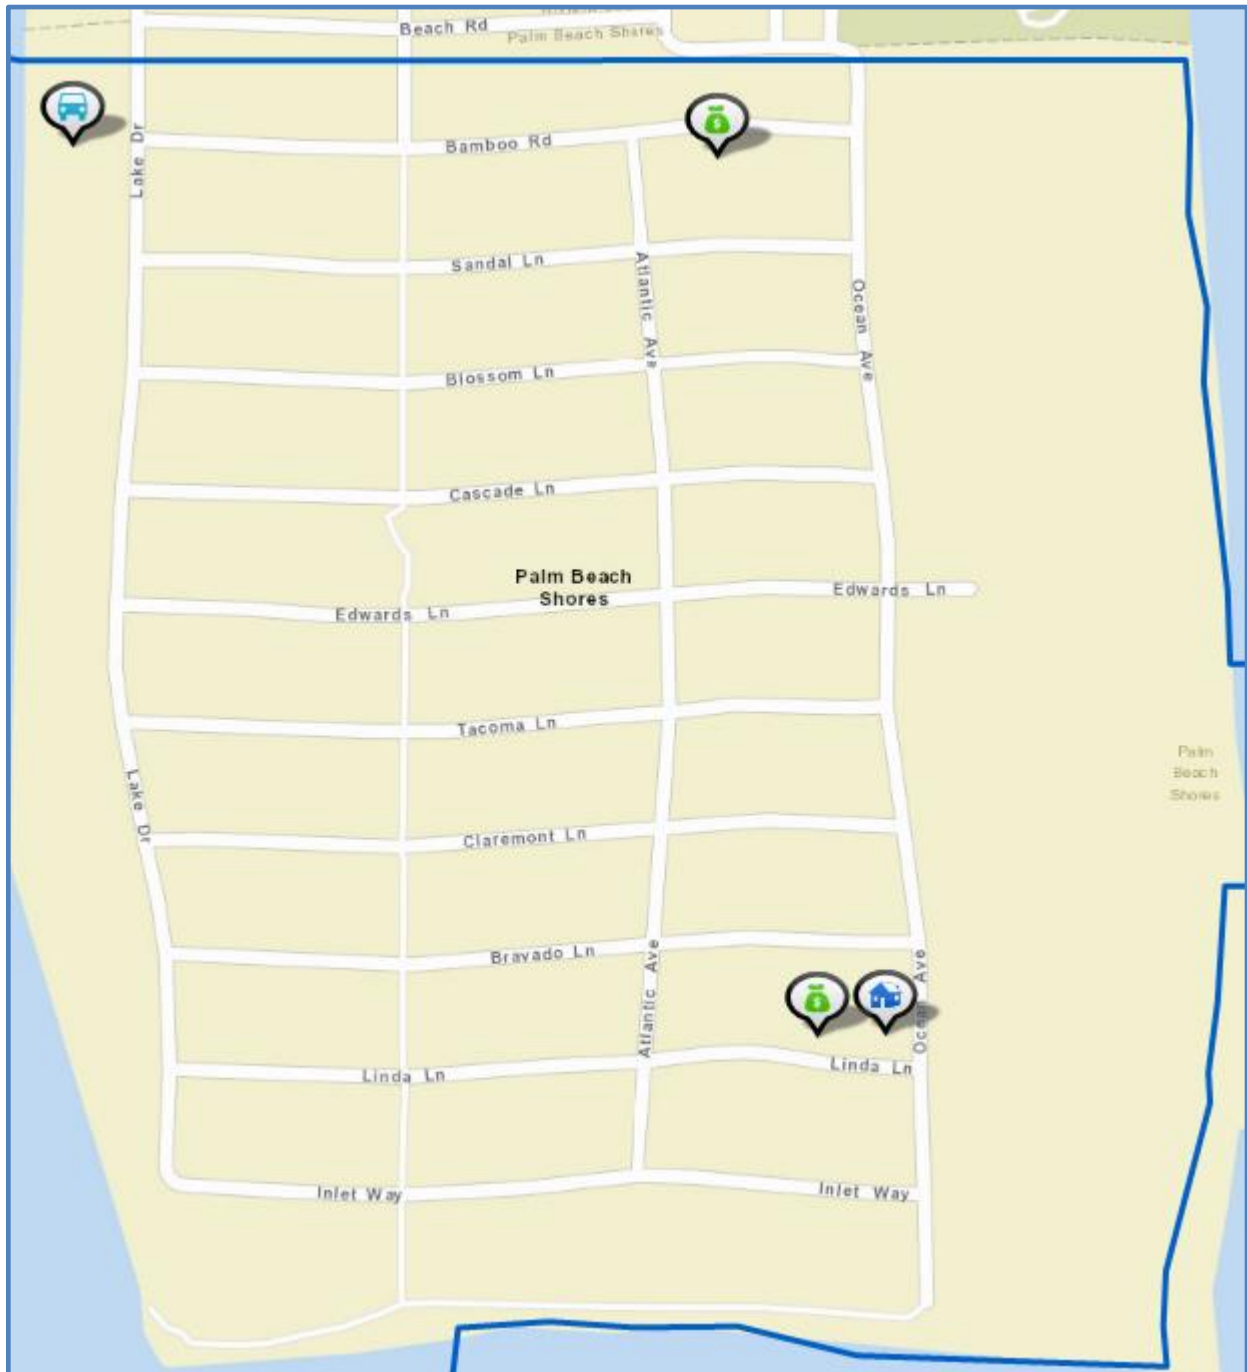 Beach Rd
Palm Beach Shores
Lake Dr
Bamboo Rd
Sandal Ln
Atlantic Ave
Ocean Ave
Blossom Ln
Cascade Ln
Palm Beach
Shores
Edwards Ln
Edwards Ln
Tacoma Ln
Palm
Beach
Shores
Lake Dr
Claremont Ln
Bravado Ln
Atlantic Ave
Ocean Ave
$
$
Linda Ln
Linda Ln
Inlet Way
Inlet Way